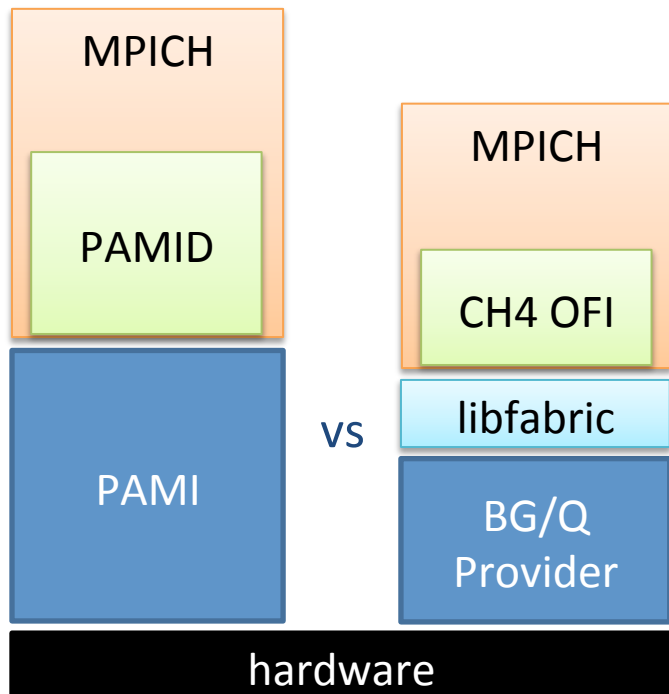 MPICH
PAMID
PAMI
vs
MPICH
CH4 OFI
libfabric
BG/Q
Provider
hardware